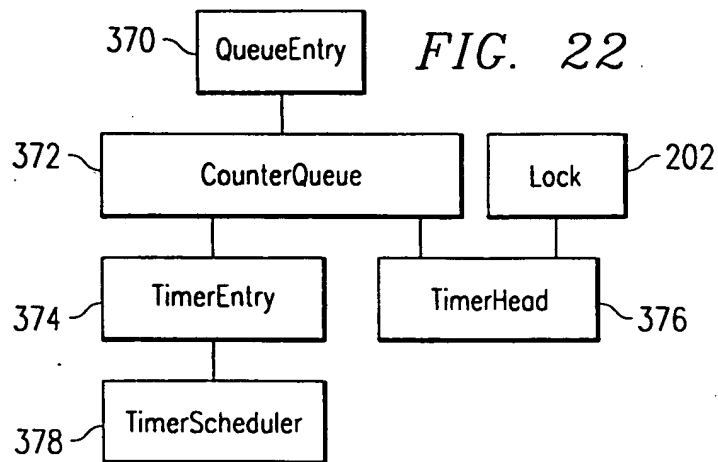 370 QueueEntry FIG. 22
372 CounterQueue Lock 202
374 TimerEntry TimerHead 376
378 TimerScheduler